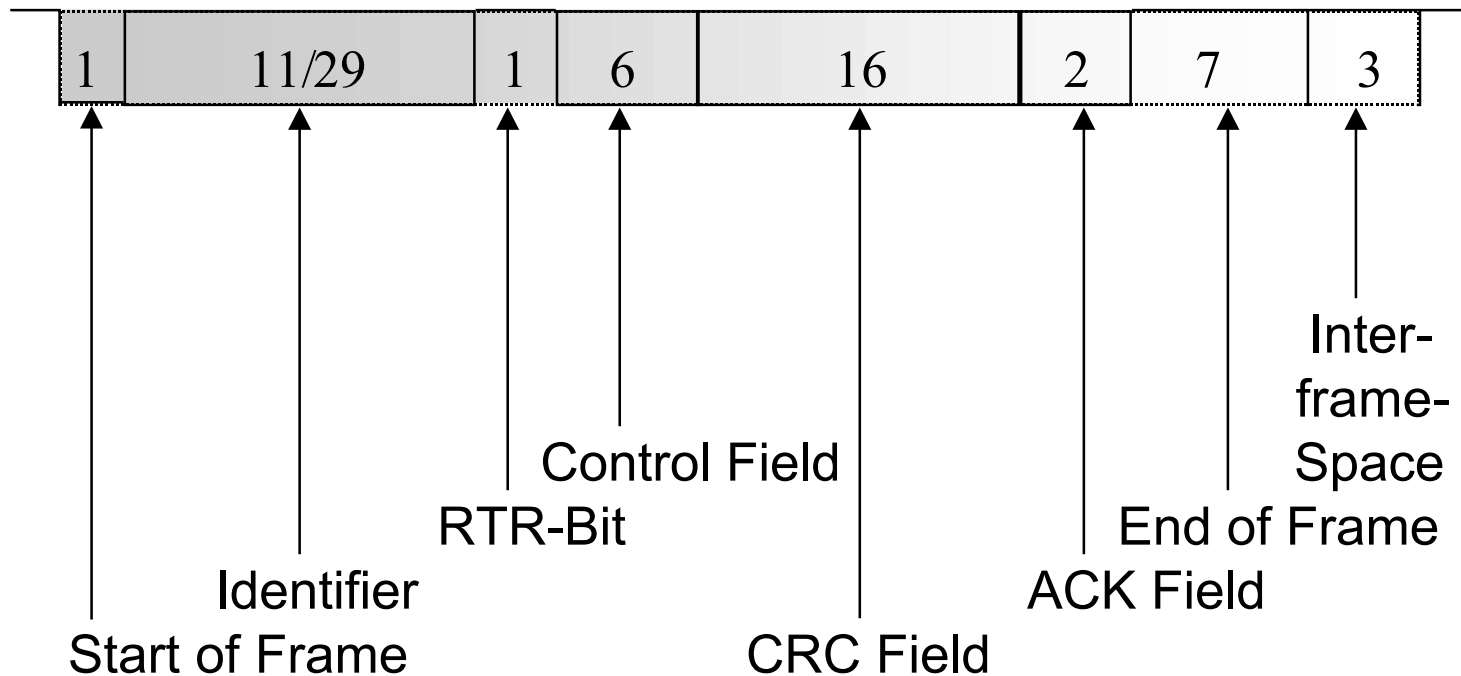 1 11/29 1 6 16 2 7 3
Inter-
frame-
Space
Control Field
RTR-Bit
End of Frame
Identifier
ACK Field
Start of Frame
CRC Field